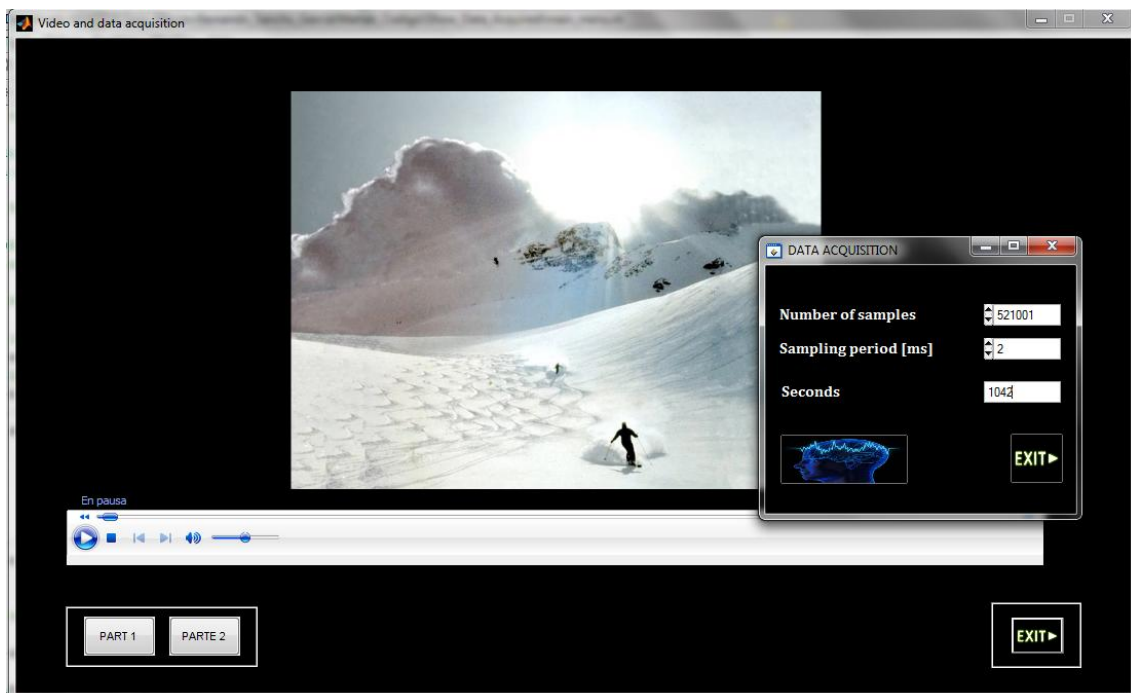 Video and data acquisition
DATA ACQUISITION
Number of samples 521001
Sampling period [ms] 2
Seconds 1042
EXIT
En pausa
PART 1 PARTE 2
EXIT